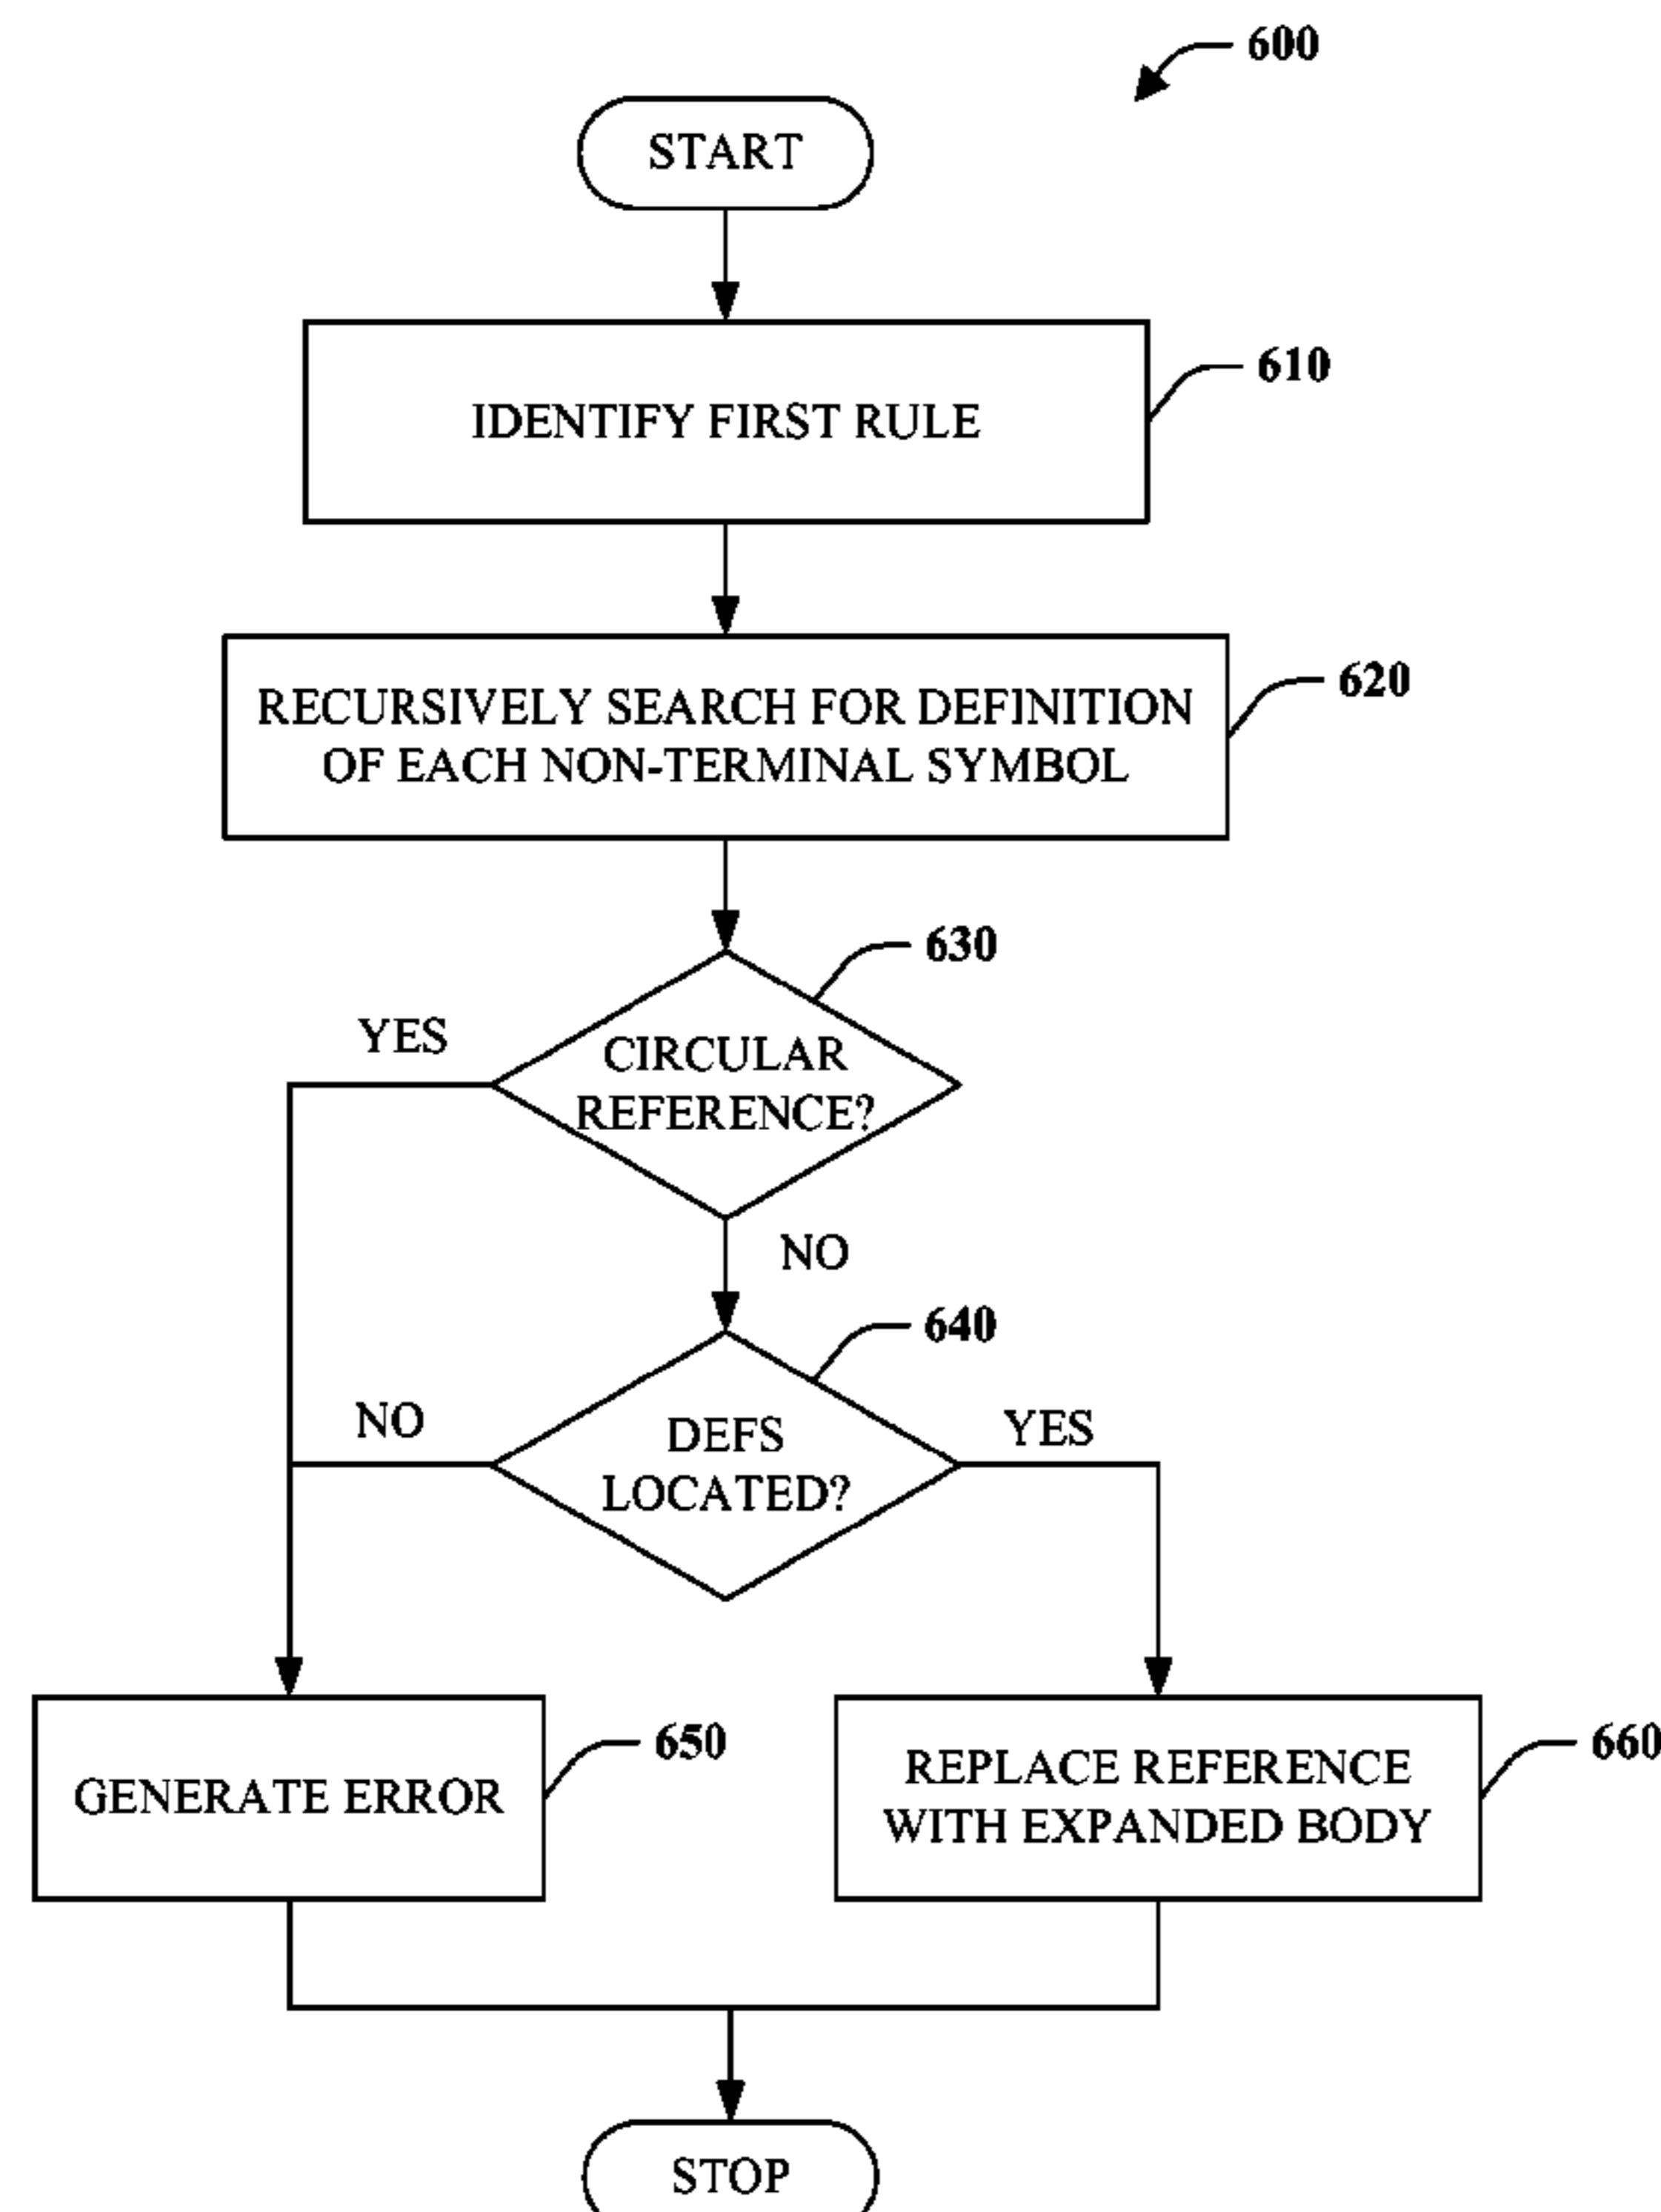 600
START
610
IDENTIFY FIRST RULE
620
RECURSIVELY SEARCH FOR DEFINITION
OF EACH NON-TERMINAL SYMBOL
630
YES
CIRCULAR
REFERENCE?
NO
640
NO
DEFS
LOCATED?
YES
650
GENERATE ERROR
660
REPLACE REFERENCE
WITH EXPANDED BODY
STOP